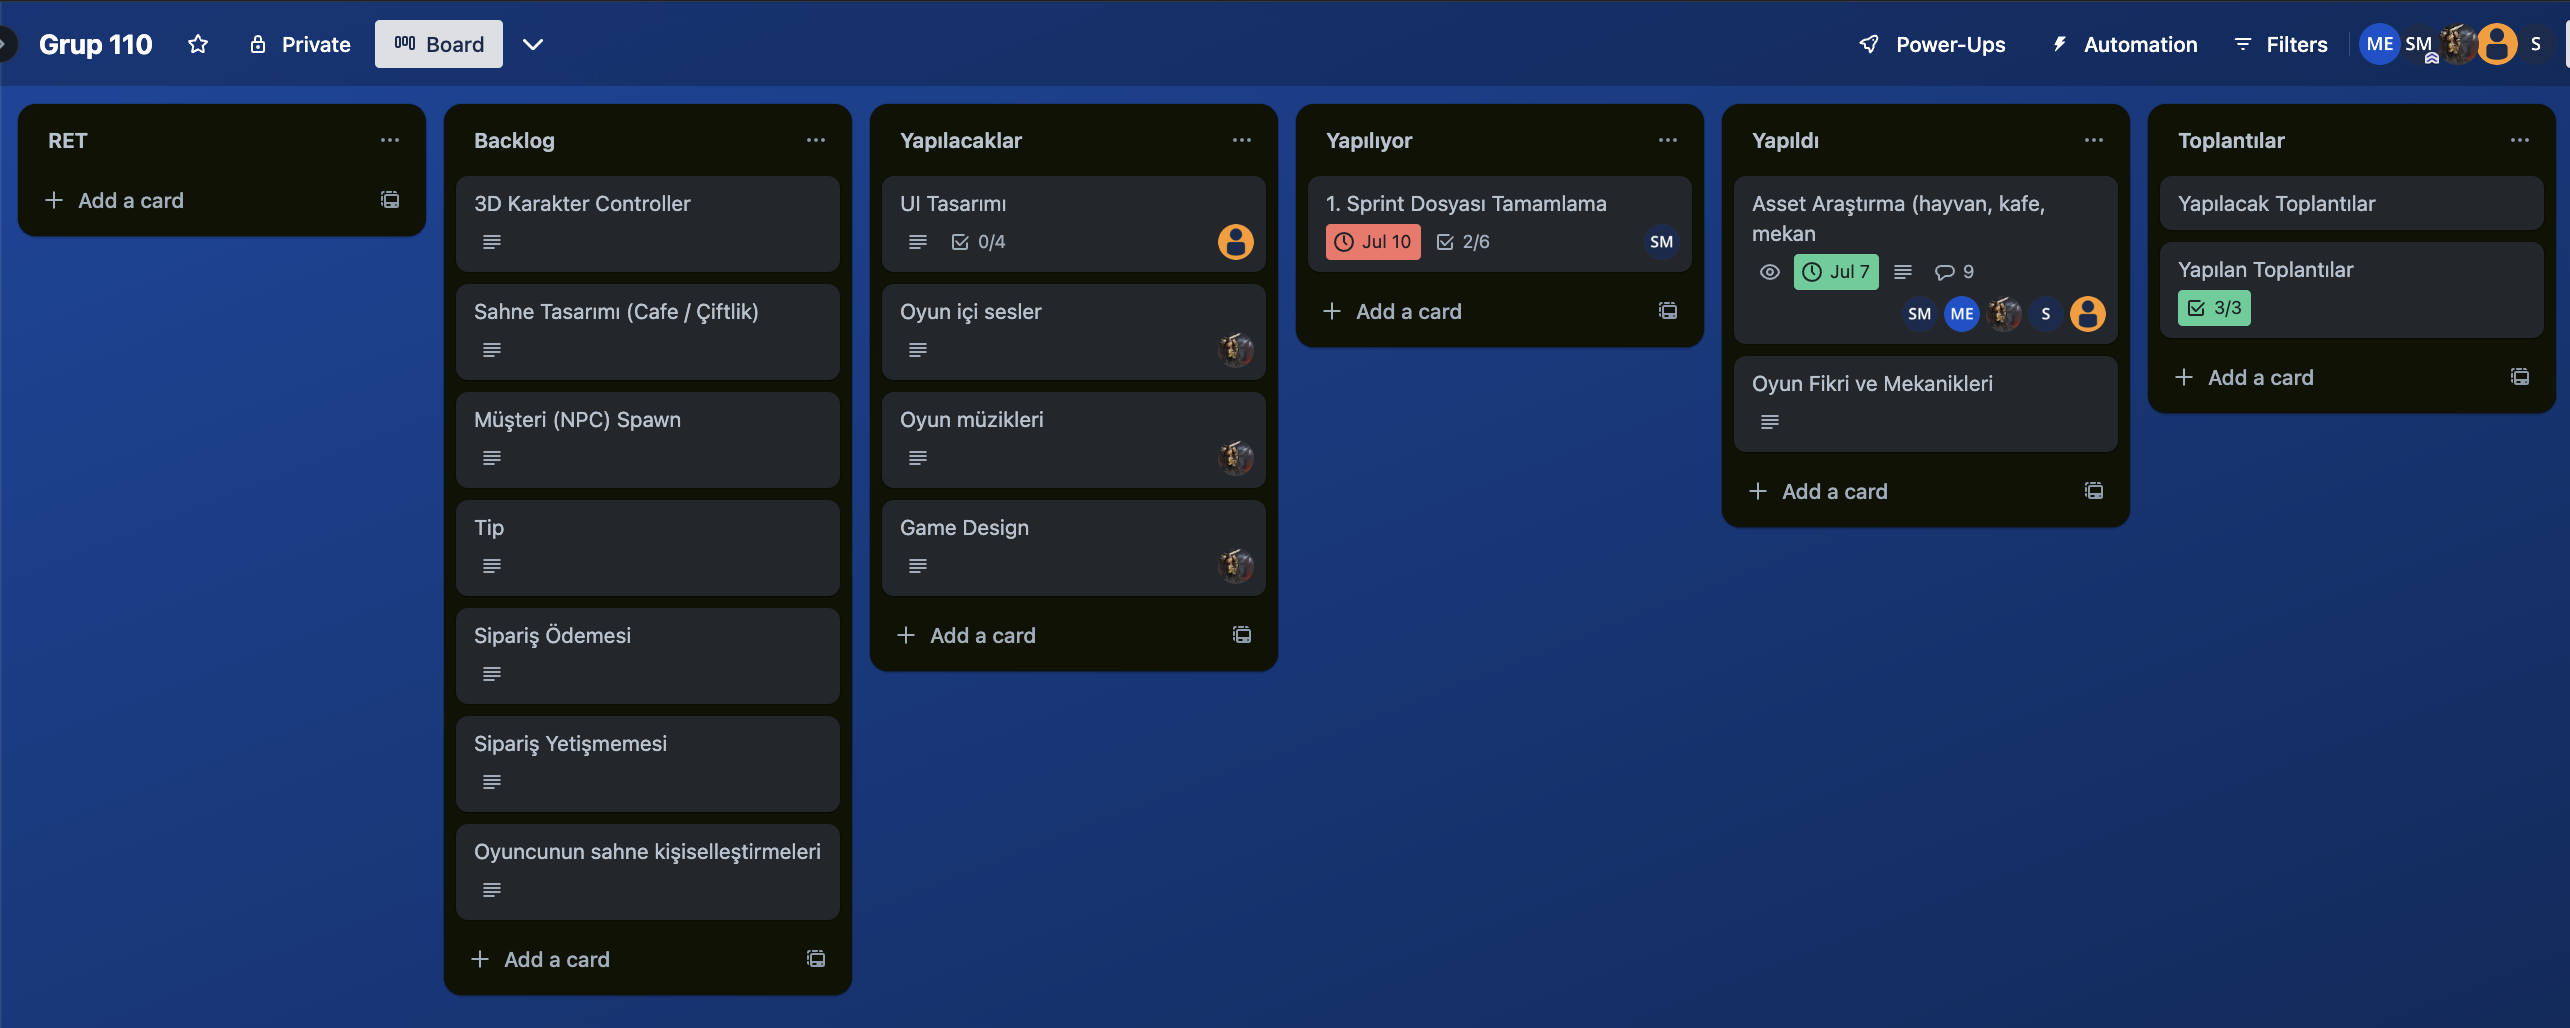 Grup 110
Private
Board
Power-Ups
Automation
Filters
ME
SM
S
RET
Add a card
Backlog
3D Karakter Controller
Sahne Tasarımı (Cafe / Çiftlik)
Müşteri (NPC) Spawn
Tip
Sipariş Ödemesi
Sipariş Yetişmemesi
Oyuncunun sahne kişiselleştirmeleri
Add a card
Yapılacaklar
UI Tasarımı
0/4
Oyun içi sesler
Oyun müzikleri
Game Design
Add a card
Yapılıyor
1. Sprint Dosyası Tamamlama
Jul 10
2/6
SM
Add a card
Yapıldı
Asset Araştırma (hayvan, kafe,
mekan
Jul 7
9
SM
ME
S
Oyun Fikri ve Mekanikleri
Add a card
Toplantılar
Yapılacak Toplantılar
Yapılan Toplantılar
3/3
Add a card